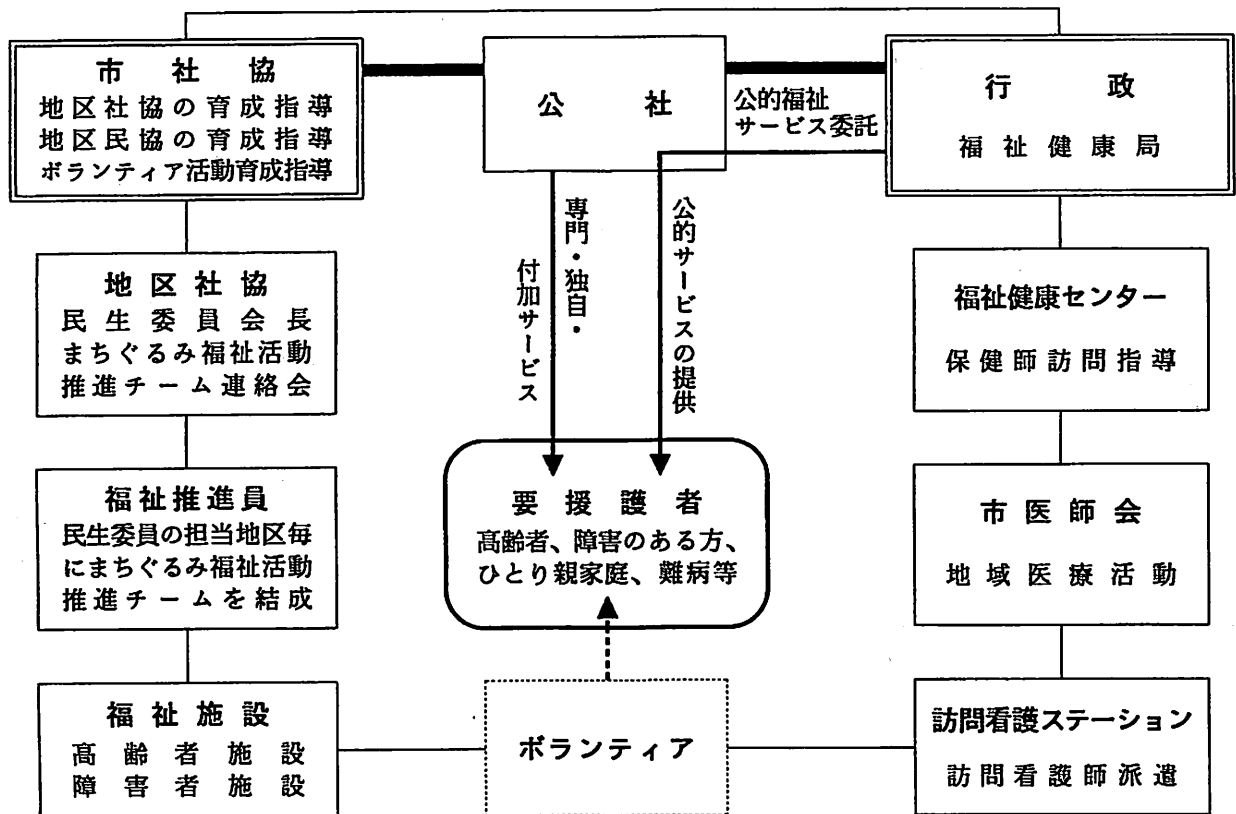 市社協
地区社協の育成指導
地区民協の育成指導
ボランティア活動育成指導
公社
公的福祉
サービス委託
行政
福祉健康局
専門・独自・
付加サービス
公的サービスの提供
地区社協
民生委員会長
まちぐるみ福祉活動
推進チーム連絡会
福祉健康センター
保健師訪問指導
福祉推進員
民生委員の担当地区毎
にまちぐるみ福祉活動
推進チームを結成
要援護者
高齢者、障害のある方、
ひとり親家庭、難病等
市医師会
地域医療活動
福祉施設
高齢者施設
障害者施設
ボランティア
訪問看護ステーション
訪問看護師派遣